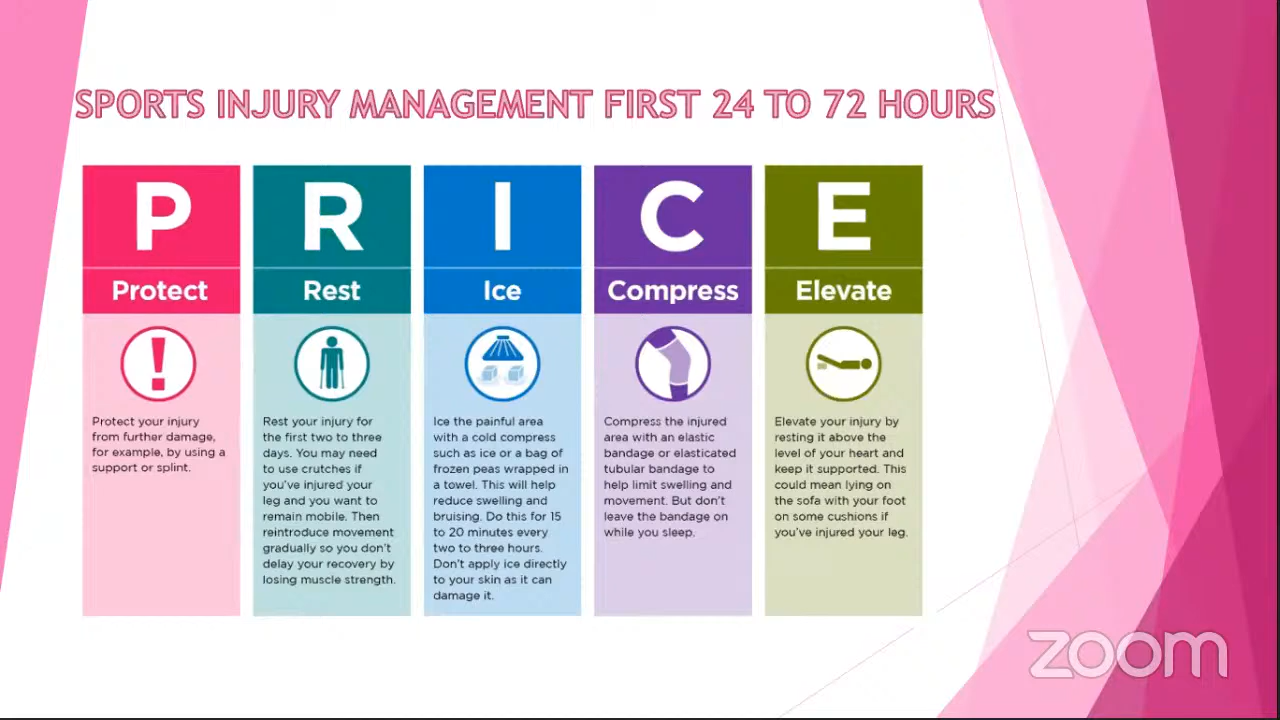 SPORTS INJURY MANAGEMENT FIRST 24 TO 72 HOURS
P
Protect
Protect your injury
from further damage,
for example, by using a
support or splint.
R
Rest
Rest your injury for
the first two to three
days. You may need
to use crutches if
you've injured your
leg and you want to
remain mobile. Then
reintroduce movement
gradually so you don't
delay your recovery by
losing muscle strength.
I
Ice
Ice the painful area
with a cold compress
such as ice or a bag of
frozen peas wrapped in
a towel. This will help
reduce swelling and
bruising. Do this for 15
to 20 minutes every
two to three hours.
Don't apply ice directly
to your skin as it can
damage it.
C
Compress
Compress the injured
area with an elastic
bandage or elasticated
tubular bandage to
help limit swelling and
movement. But don't
leave the bandage on
while you sleep.
E
Elevate
Elevate your injury by
resting it above the
level of your heart and
keep it supported. This
could mean lying on
the sofa with your foot
on some cushions if
you've injured your leg.
zoom